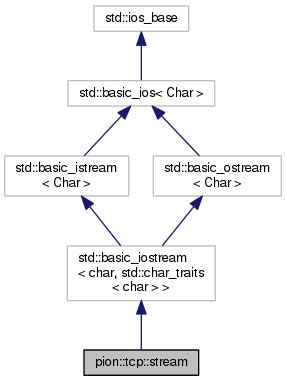 std::ios_base
std::basic_ios< Char >
std::basic_istream
< Char >
std::basic_ostream
< Char >
std::basic_iostream
< char, std::char_traits
< char > >
pion::tcp::stream